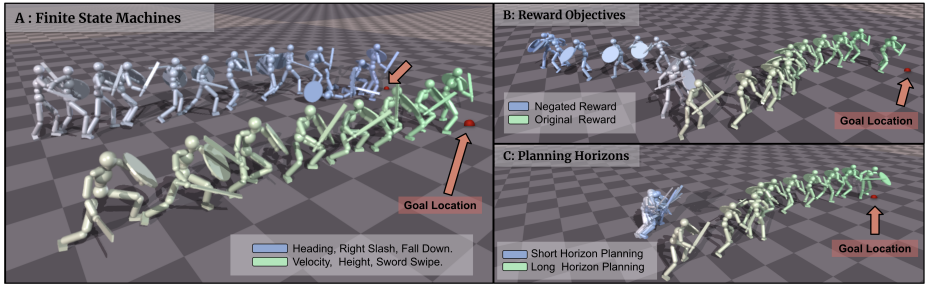 A : Finite State Machines
Goal Location
Heading, Right Slash, Fall Down.
Velocity, Height, Sword Swipe.
B: Reward Objectives
Negated Reward
Original Reward
Goal Location
C: Planning Horizons
Short Horizon Planning
Long Horizon Planning
Goal Location